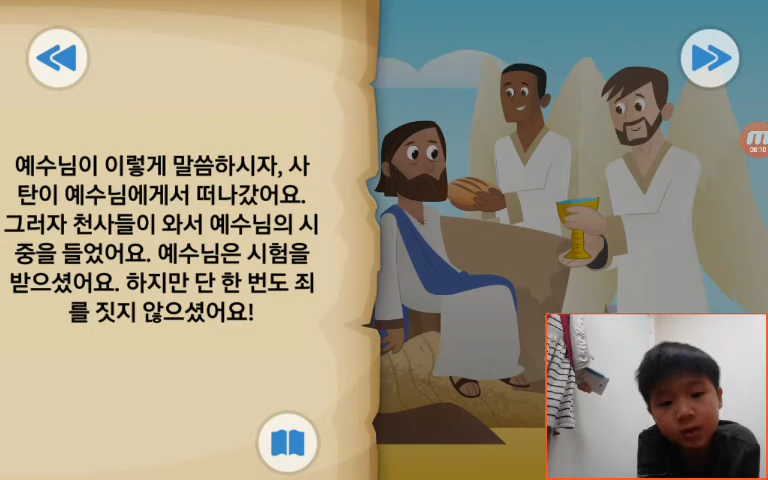 예수님이 이렇게 말씀하시자, 사
탄이 예수님에게서 떠나갔어요.
그러자 천사들이 와서 예수님의 시
중을 들었어요. 예수님은 시험을
받으셨어요. 하지만 단 한 번도 죄
를 짓지 않으셨어요!
08:10